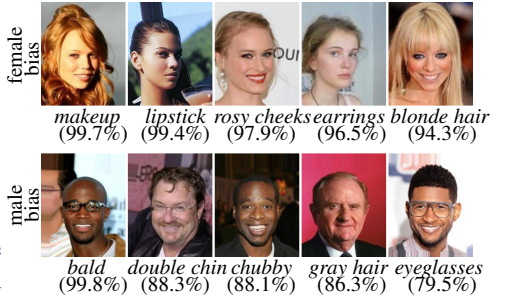 female
bias
OUN
makeup lipstick rosy cheeks earrings blonde hair
(99.7%) (99.4%) (97.9%) (96.5%) (94.3%)
male
bias
bald double chin chubby gray hair eyeglasses
(99.8%) (88.3%) (88.1%) (86.3%) (79.5%)